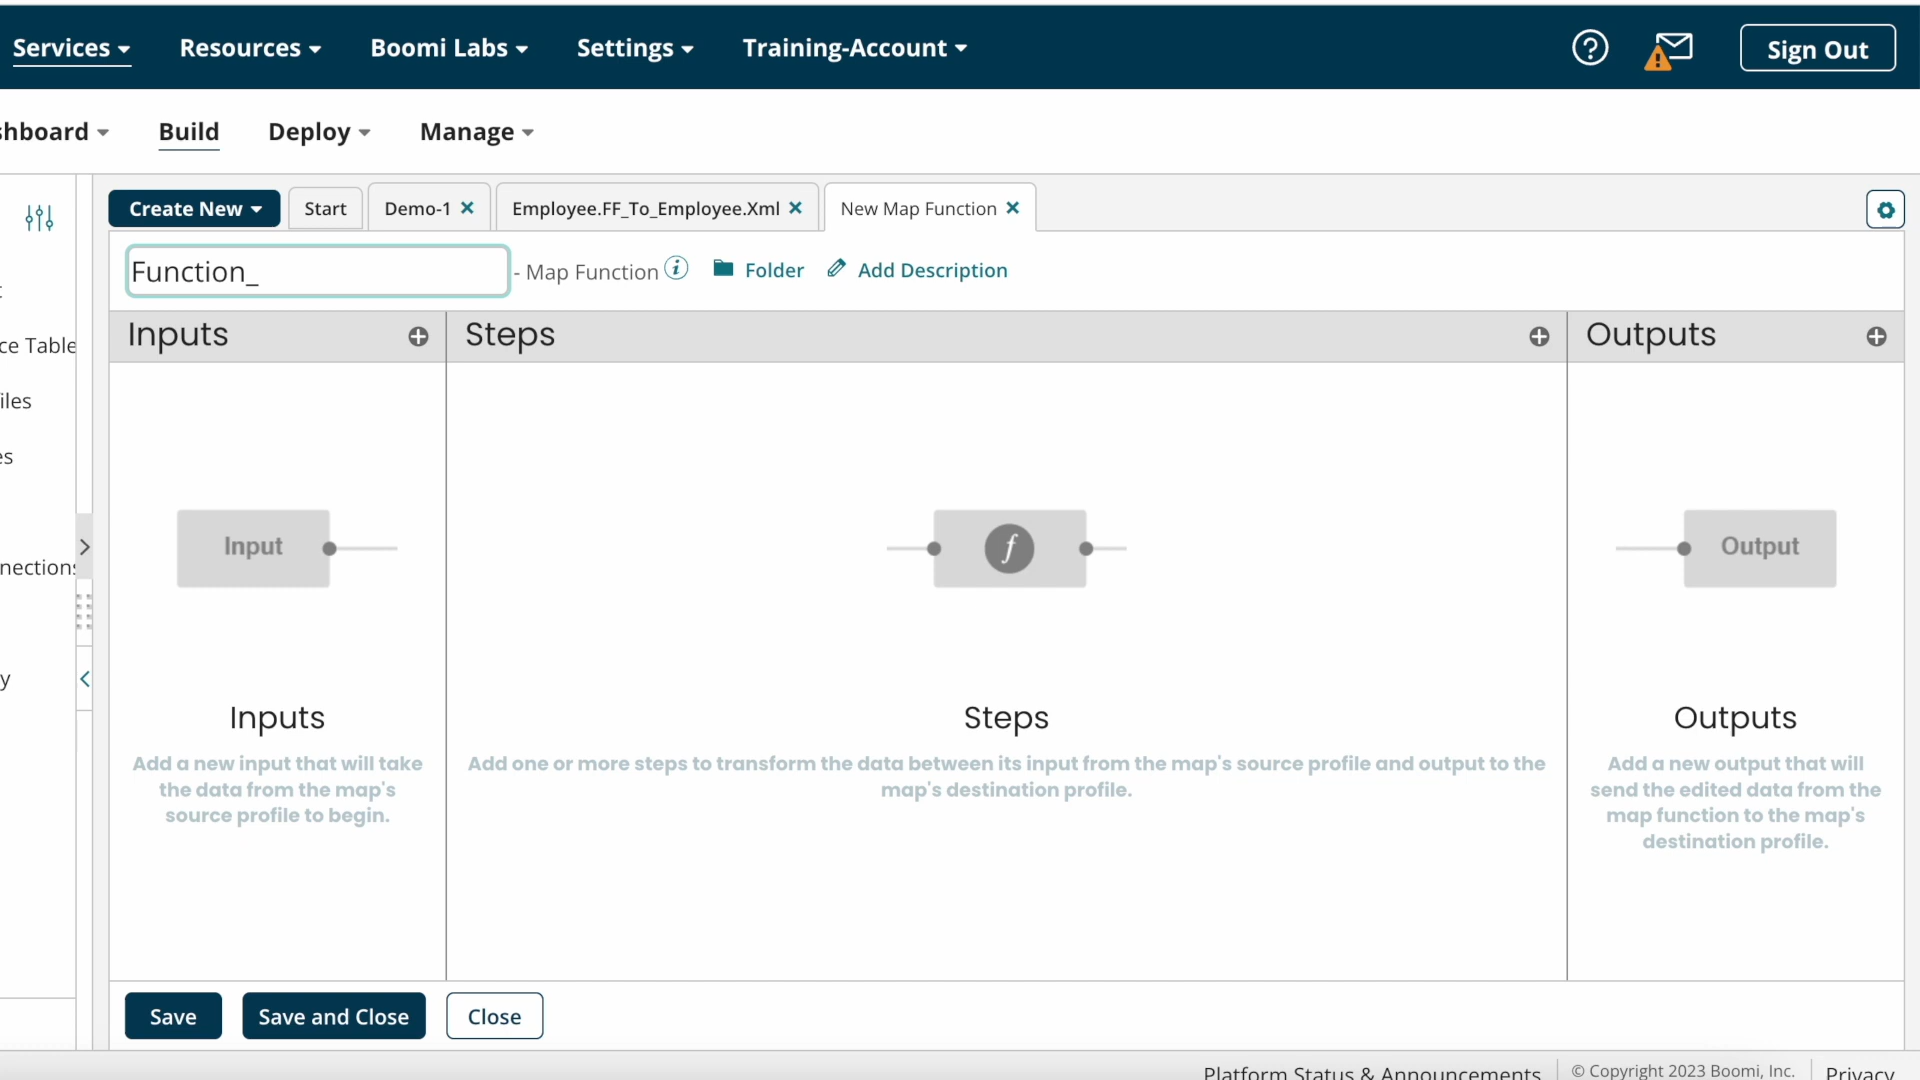 Services Resources Boomi Labs Settings Training-Account Sign Out
shboard Build Deploy Manage
Create New Start Demo-1 Employee.FF_To_Employee.Xml New Map Function
Function_ - Map Function Folder Add Description
Inputs Steps Outputs
ce Table
iles
es
nections
y
Input f Output
Inputs
Add a new input that will take
the data from the map's
source profile to begin.
Steps
Add one or more steps to transform the data between its input from the map's source profile and output to the
map's destination profile.
Outputs
Add a new output that will
send the edited data from the
map function to the map's
destination profile.
Save Save and Close Close
Platform Status & Announcements © Copyright 2023 Boomi, Inc. Privacy